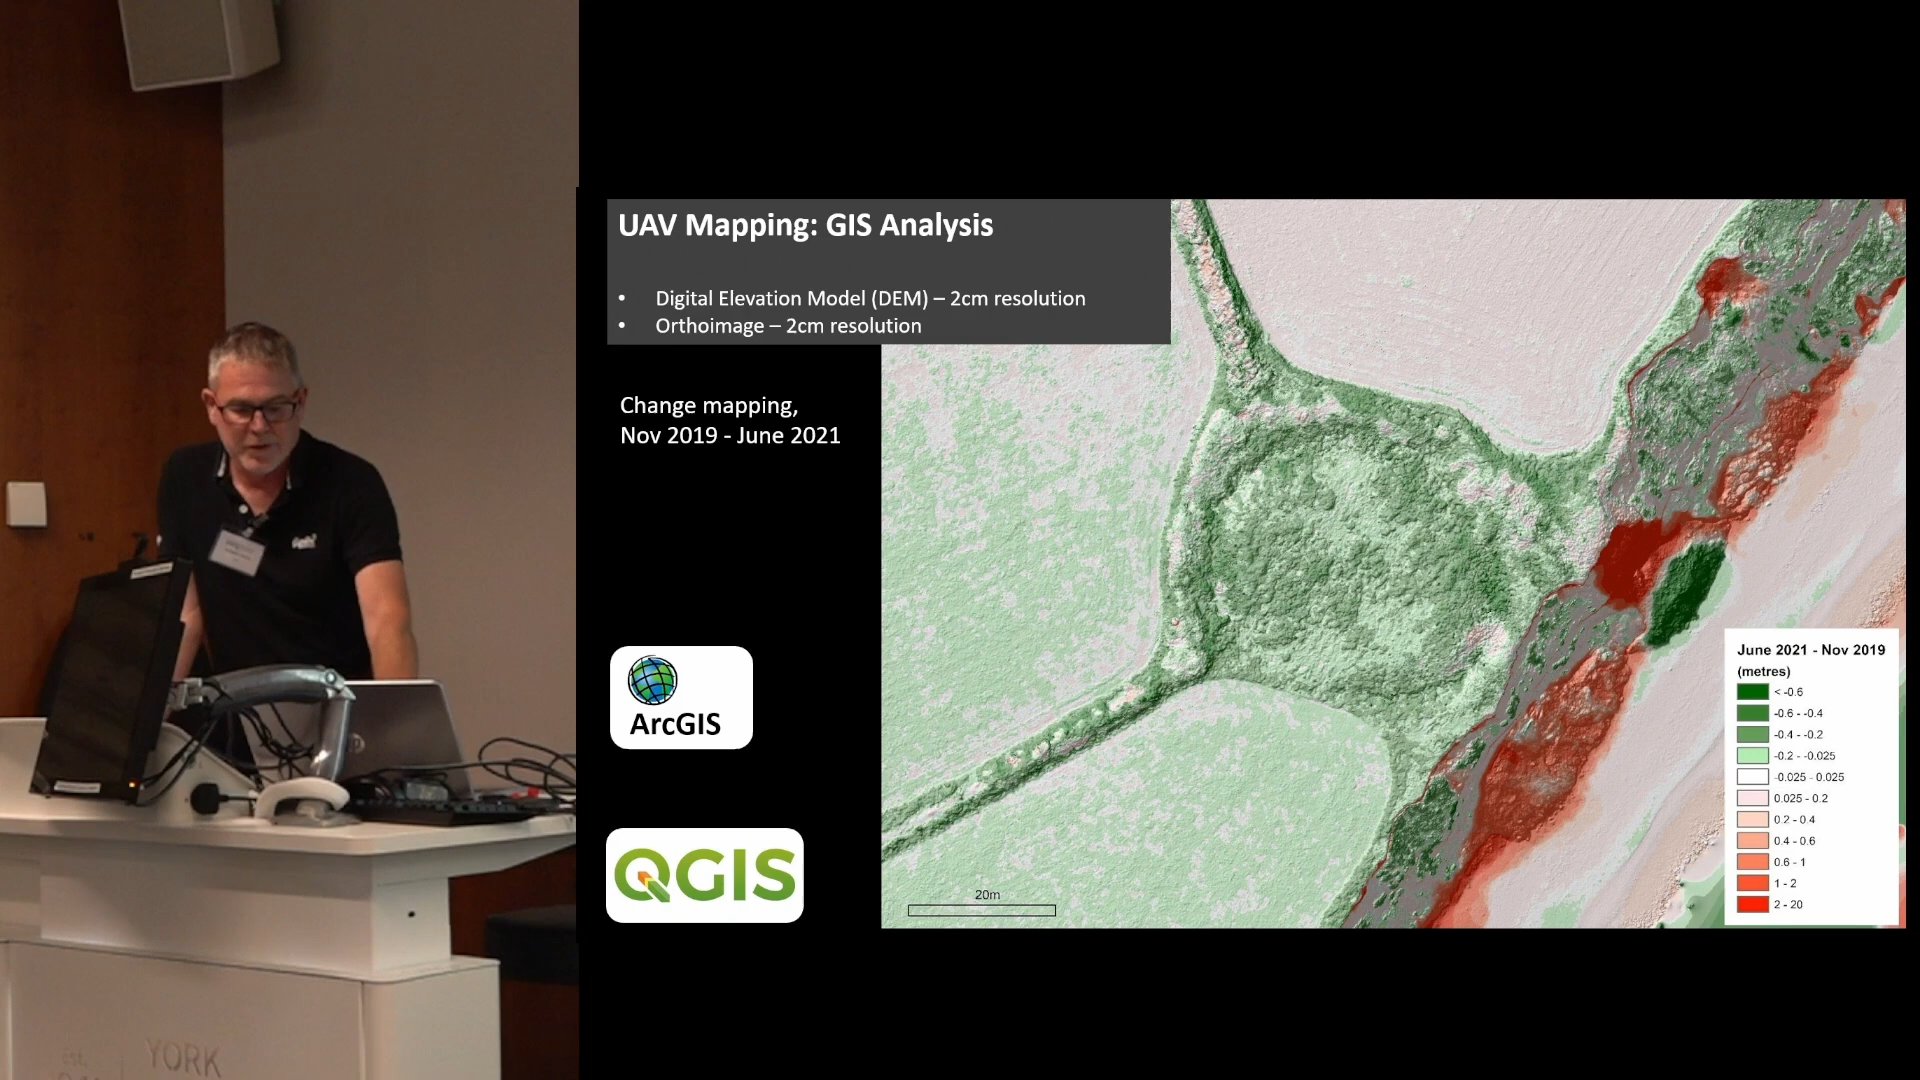 UAV Mapping: GIS Analysis
• Digital Elevation Model (DEM) – 2cm resolution
• Orthoimage – 2cm resolution
Change mapping,
Nov 2019 - June 2021
ArcGIS
QGIS
20m
June 2021 - Nov 2019
(metres)
< -0.6
-0.6 - -0.4
-0.4 - -0.2
-0.2 - -0.025
-0.025 - 0.025
0.025 - 0.2
0.2 - 0.4
0.4 - 0.6
0.6 - 1
1 - 2
2 - 20
YORK